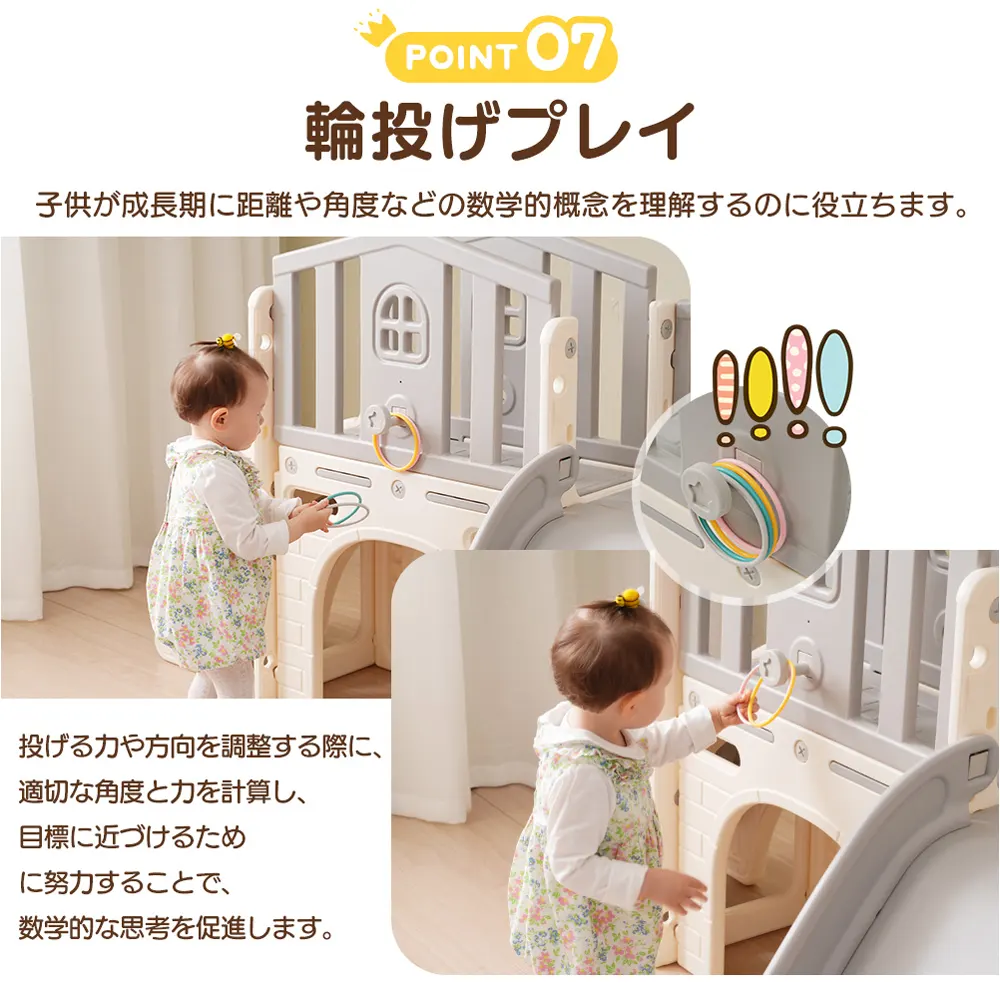 POINT 07
輪投げプレイ
子供が成長期に距離や角度などの数学的概念を理解するのに役立ちます。
投げる力や方向を調整する際に、
適切な角度と力を計算し、
目標に近づけるため
に努力することで、
数学的な思考を促進します。